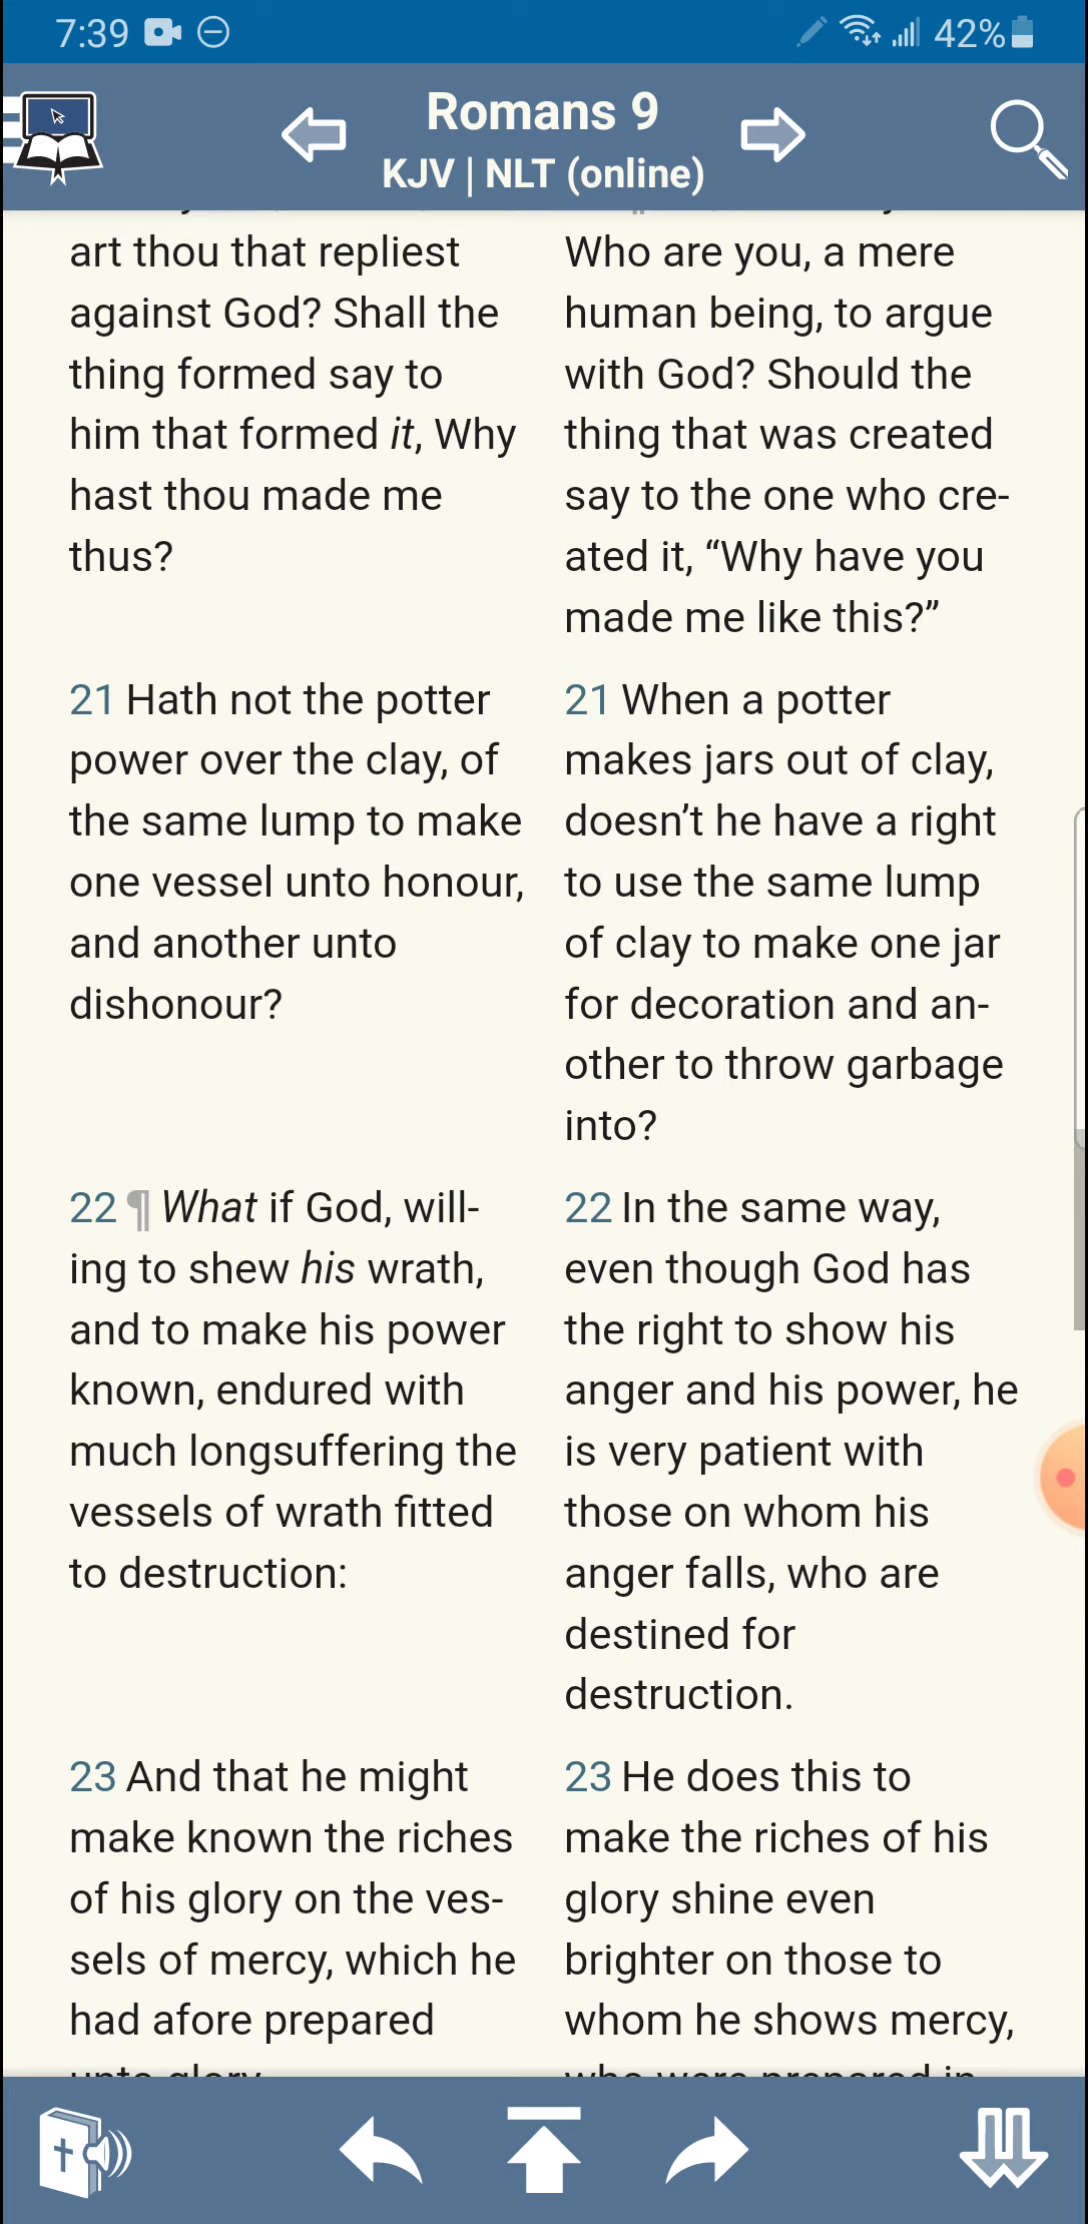 7:39
42%
Romans 9
KJV | NLT (online)
art thou that repliest
against God? Shall the
thing formed say to
him that formed it, Why
hast thou made me
thus?
Who are you, a mere
human being, to argue
with God? Should the
thing that was created
say to the one who cre-
ated it, “Why have you
made me like this?”
21 Hath not the potter
power over the clay, of
the same lump to make
one vessel unto honour,
and another unto
dishonour?
21 When a potter
makes jars out of clay,
doesn’t he have a right
to use the same lump
of clay to make one jar
for decoration and an-
other to throw garbage
into?
22 ¶ What if God, will-
ing to shew his wrath,
and to make his power
known, endured with
much longsuffering the
vessels of wrath fitted
to destruction:
22 In the same way,
even though God has
the right to show his
anger and his power, he
is very patient with
those on whom his
anger falls, who are
destined for
destruction.
23 And that he might
make known the riches
of his glory on the ves-
sels of mercy, which he
had afore prepared
unto glory
23 He does this to
make the riches of his
glory shine even
brighter on those to
whom he shows mercy,
who were prepared in